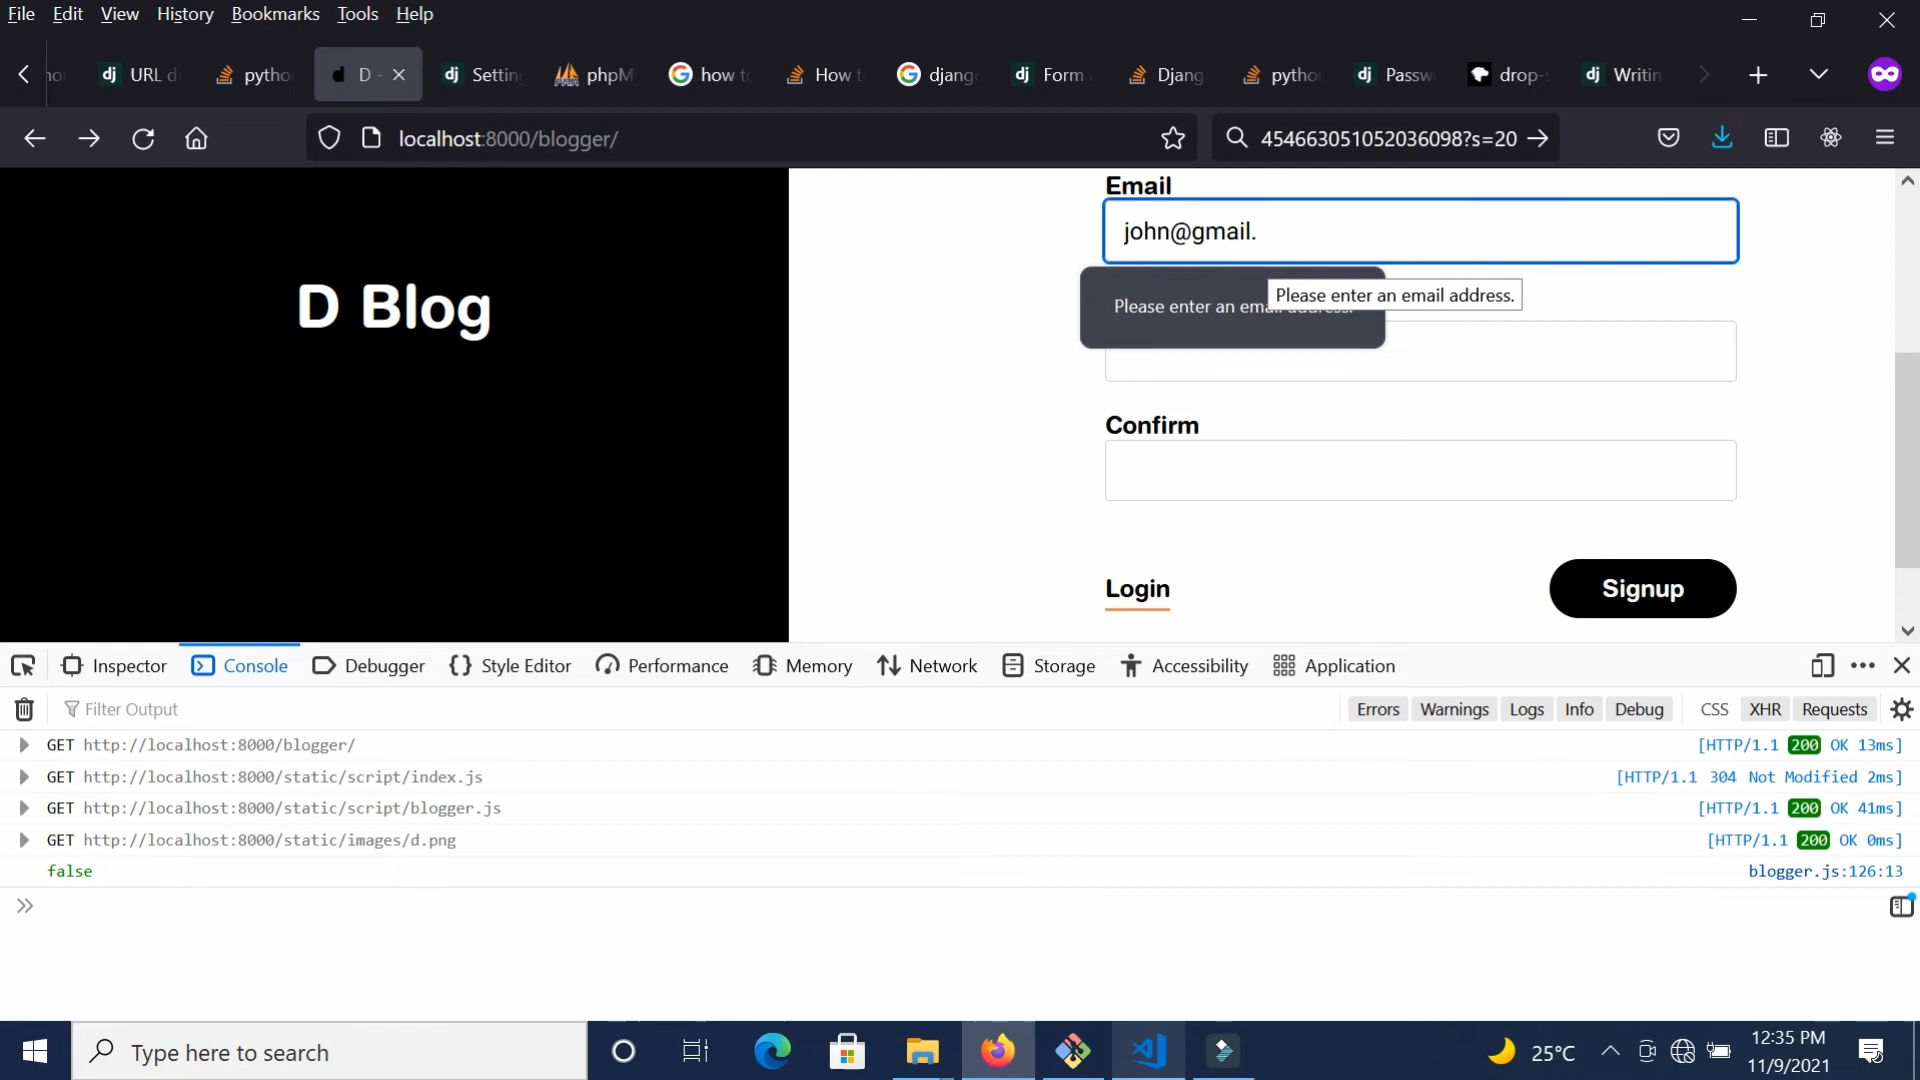 File Edit View History Bookmarks Tools Help
URL d
pytho
D -
Settin
phpM
how to
How t
djang
Form
Djang
pytho
Passw
drop-
Writin
localhost:8000/blogger/
454663051052036098?s=20
Email
john@gmail.
Please enter an email address.
D Blog
Confirm
Login
Signup
Inspector Console Debugger Style Editor Performance Memory Network Storage Accessibility Application
Filter Output
Errors Warnings Logs Info Debug CSS XHR Requests
GET http://localhost:8000/blogger/ [HTTP/1.1 200 OK 13ms]
GET http://localhost:8000/static/script/index.js [HTTP/1.1 304 Not Modified 2ms]
GET http://localhost:8000/static/script/blogger.js [HTTP/1.1 200 OK 41ms]
GET http://localhost:8000/static/images/d.png [HTTP/1.1 200 OK 0ms]
false blogger.js:126:13
Type here to search
25°C
12:35 PM
11/9/2021